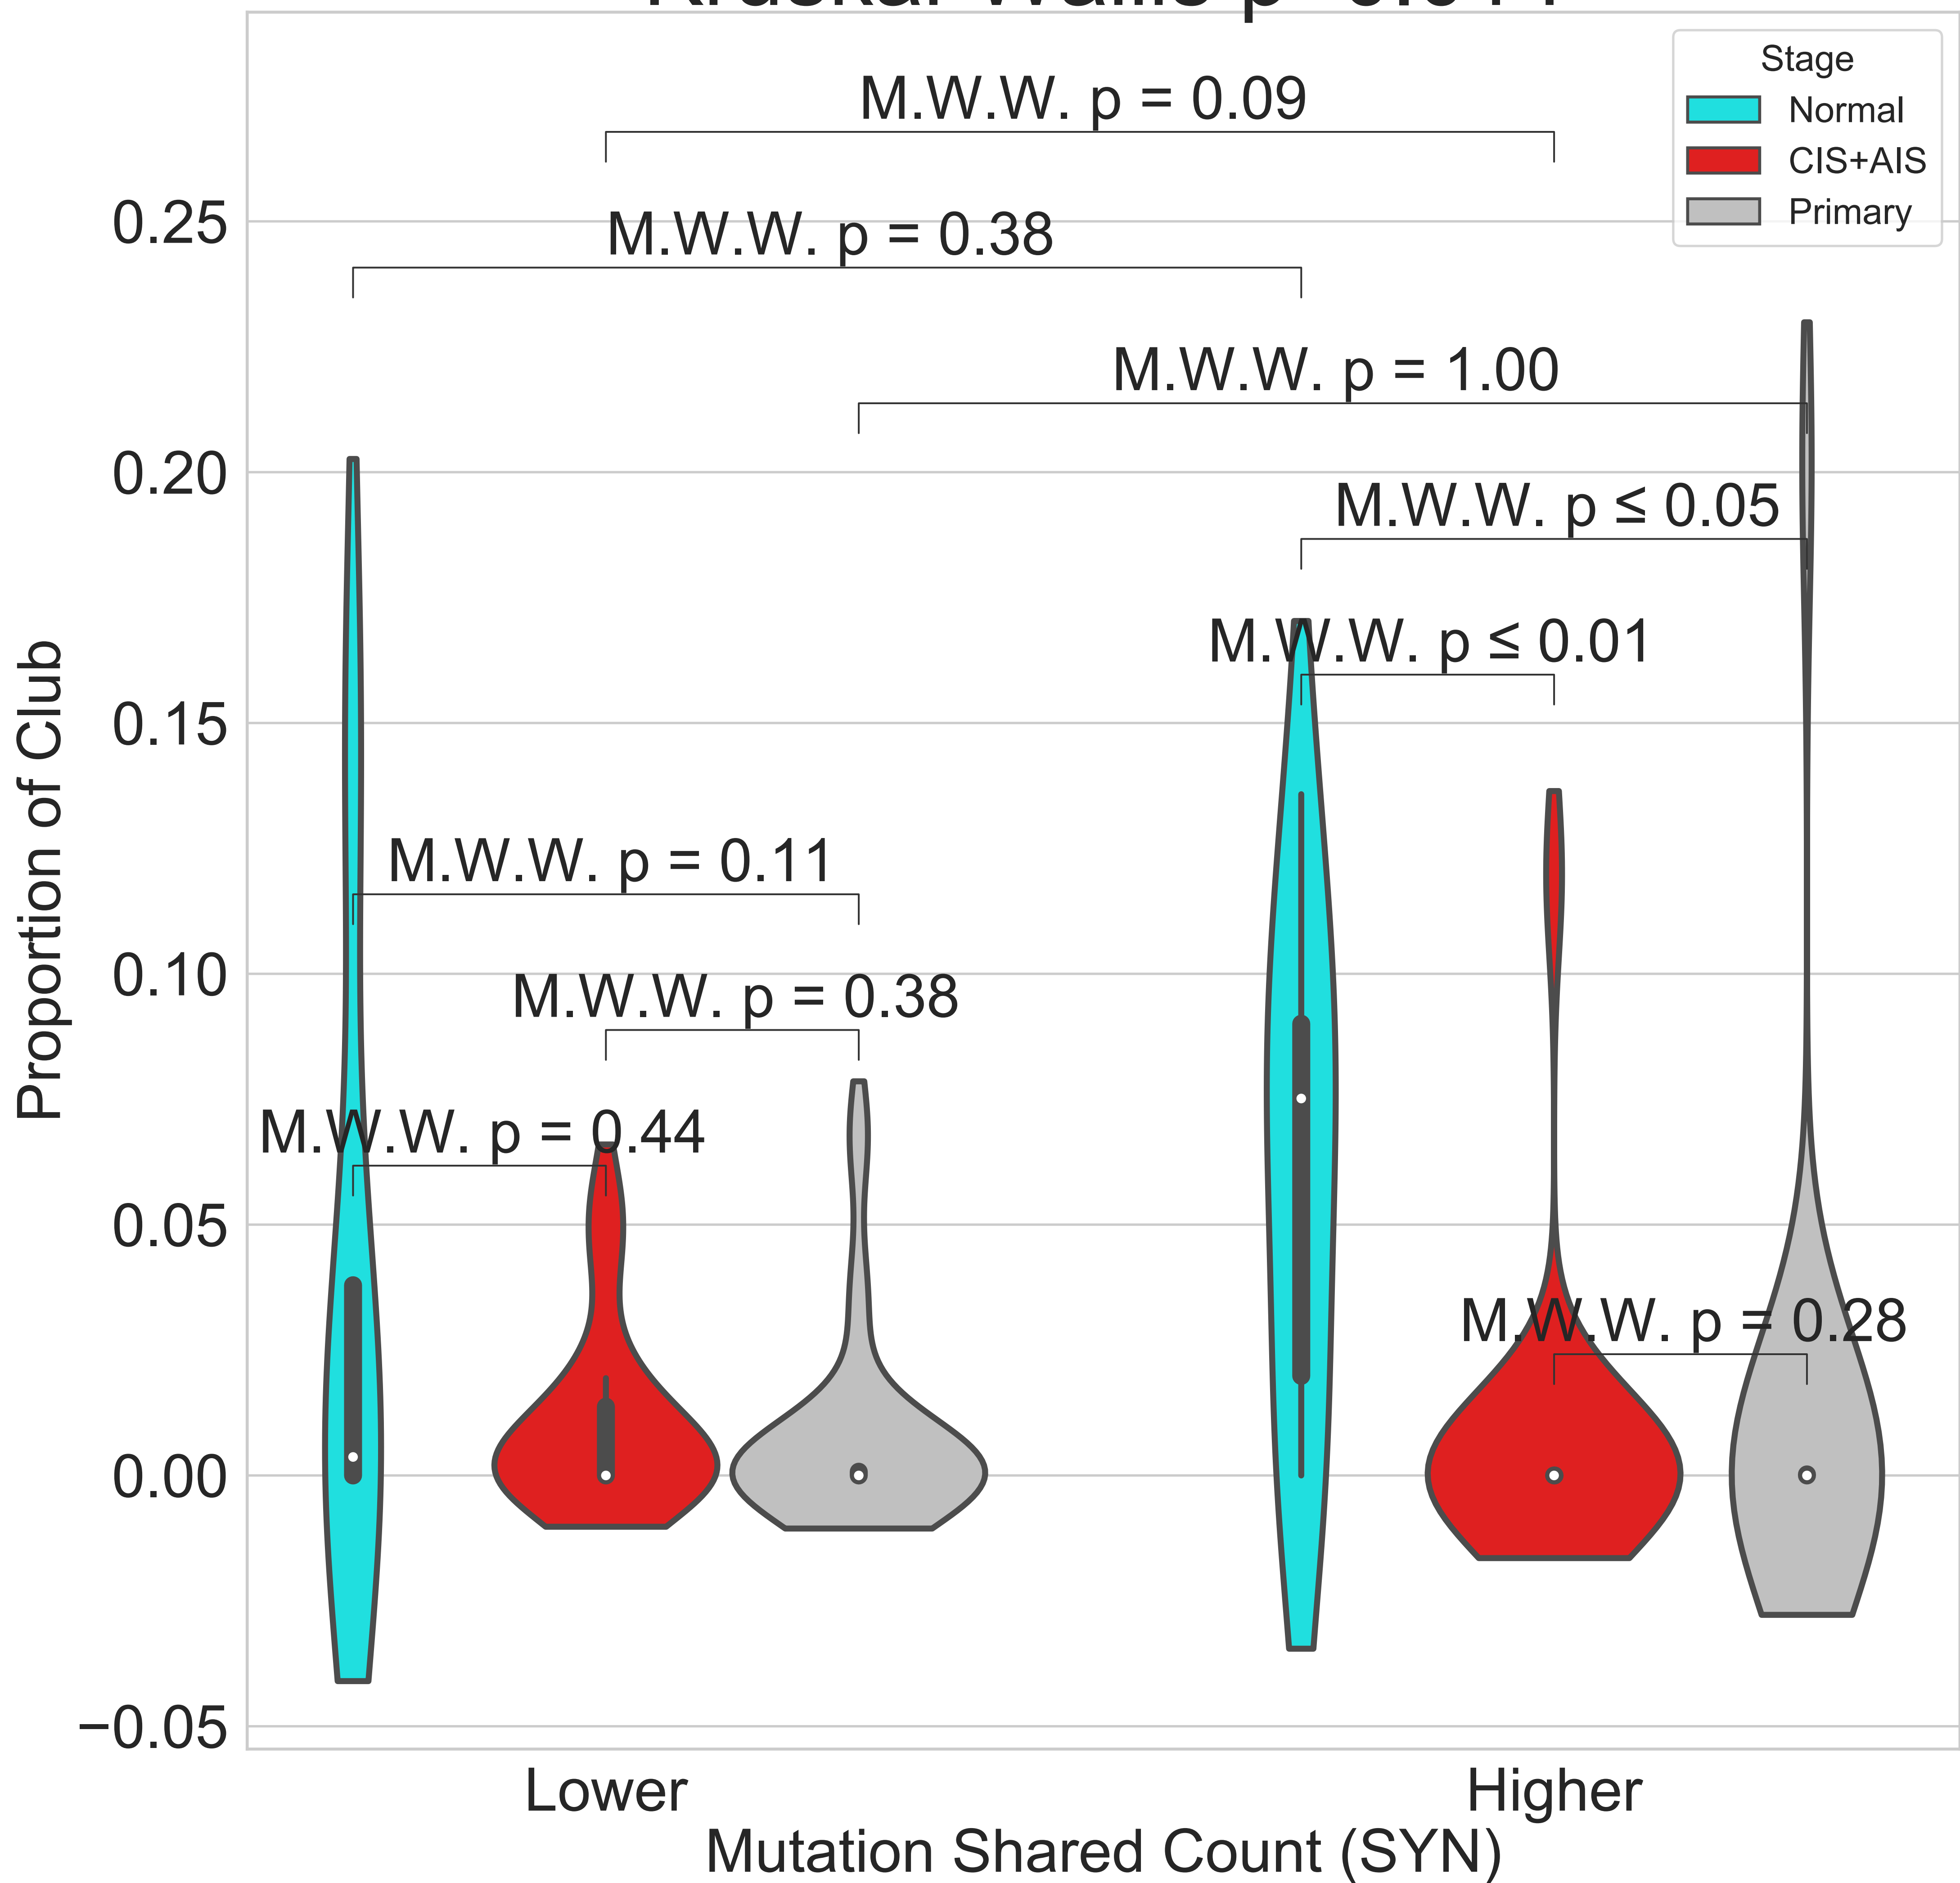 Stage
Normal
CIS+AIS
Primary
M.W.W. p = 0.09
M.W.W. p = 0.38
M.W.W. p = 1.00
M.W.W. p ≤ 0.05
M.W.W. p ≤ 0.01
M.W.W. p = 0.11
M.W.W. p = 0.38
M.W.W. p = 0.44
M.W.W. p = 0.28
Proportion of Club
0.25
0.20
0.15
0.10
0.05
0.00
−0.05
Lower
Higher
Mutation Shared Count (SYN)